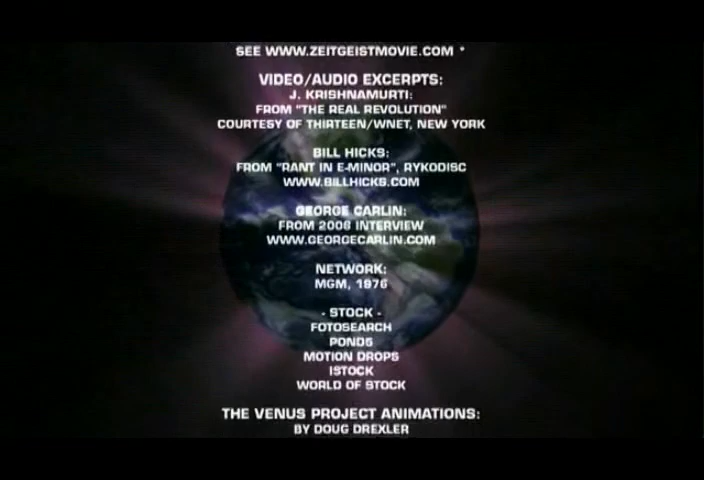 SEE WWW.ZEITGEISTMOVIE.COM *
VIDEO/AUDIO EXCERPTS:
J. KRISHNAMURTI:
FROM "THE REAL REVOLUTION"
COURTESY OF THIRTEEN/WNET, NEW YORK
BILL HICKS:
FROM "RANT IN E-MINOR", RYKODISC
WWW.BILLHICKS.COM
GEORGE CARLIN:
FROM 2006 INTERVIEW
WWW.GEORGECARLIN.COM
NETWORK:
MGM, 1976
- STOCK -
FOTOSEARCH
POND5
MOTION DROPS
ISTOCK
WORLD OF STOCK
THE VENUS PROJECT ANIMATIONS:
BY DOUG DREXLER